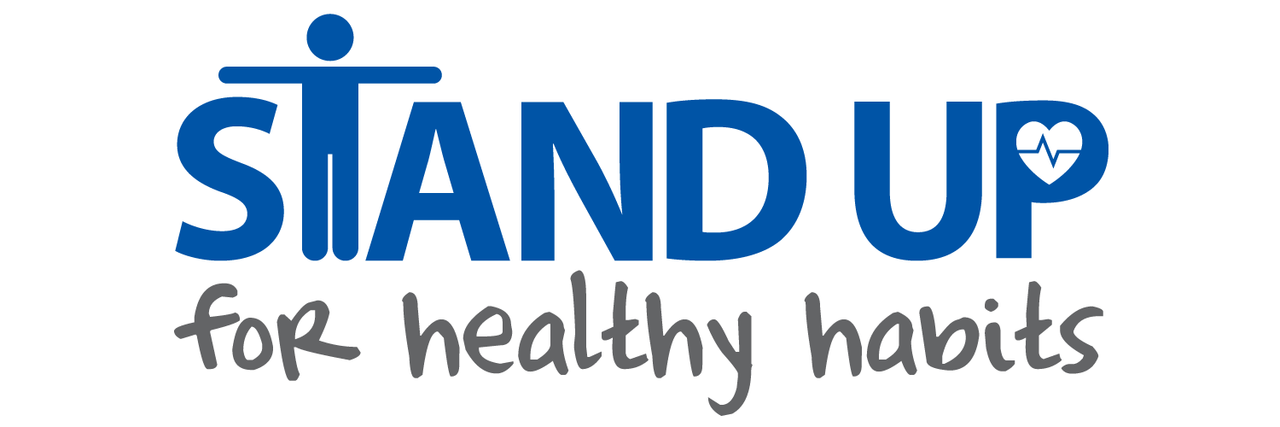 STAND UP
for healthy habits